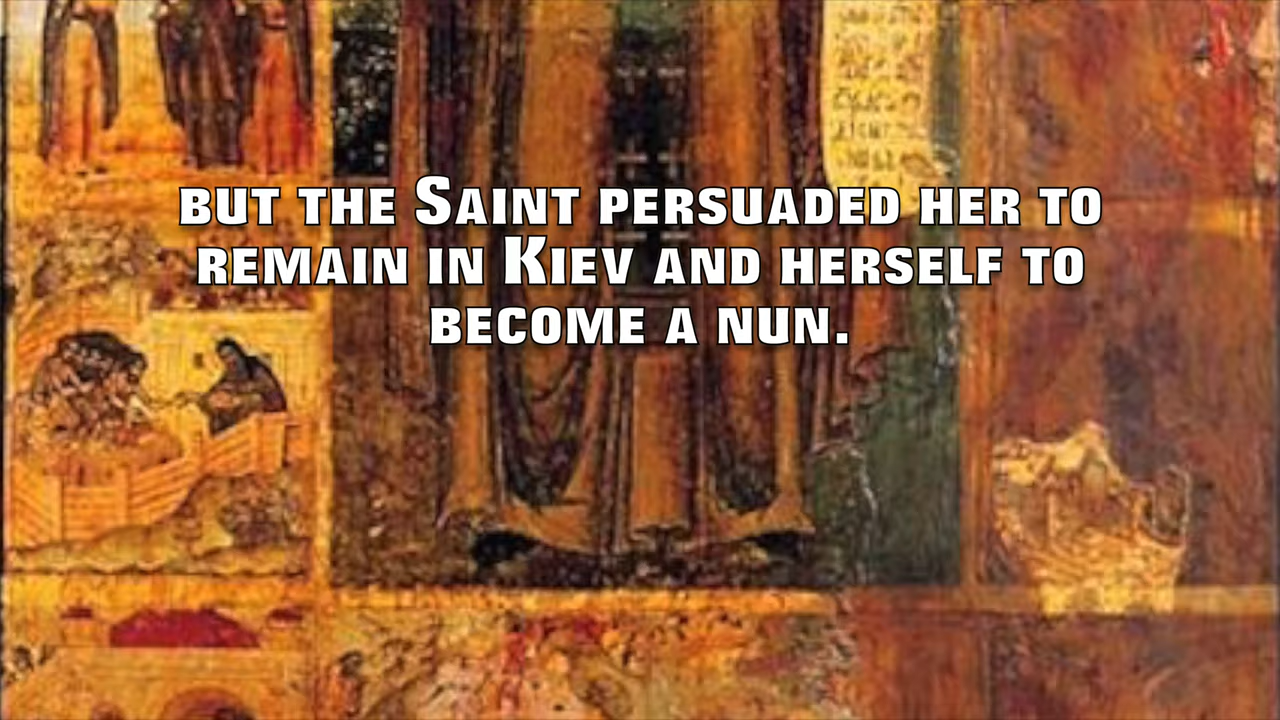 but the Saint persuaded her to
remain in Kiev and herself to
become a nun.